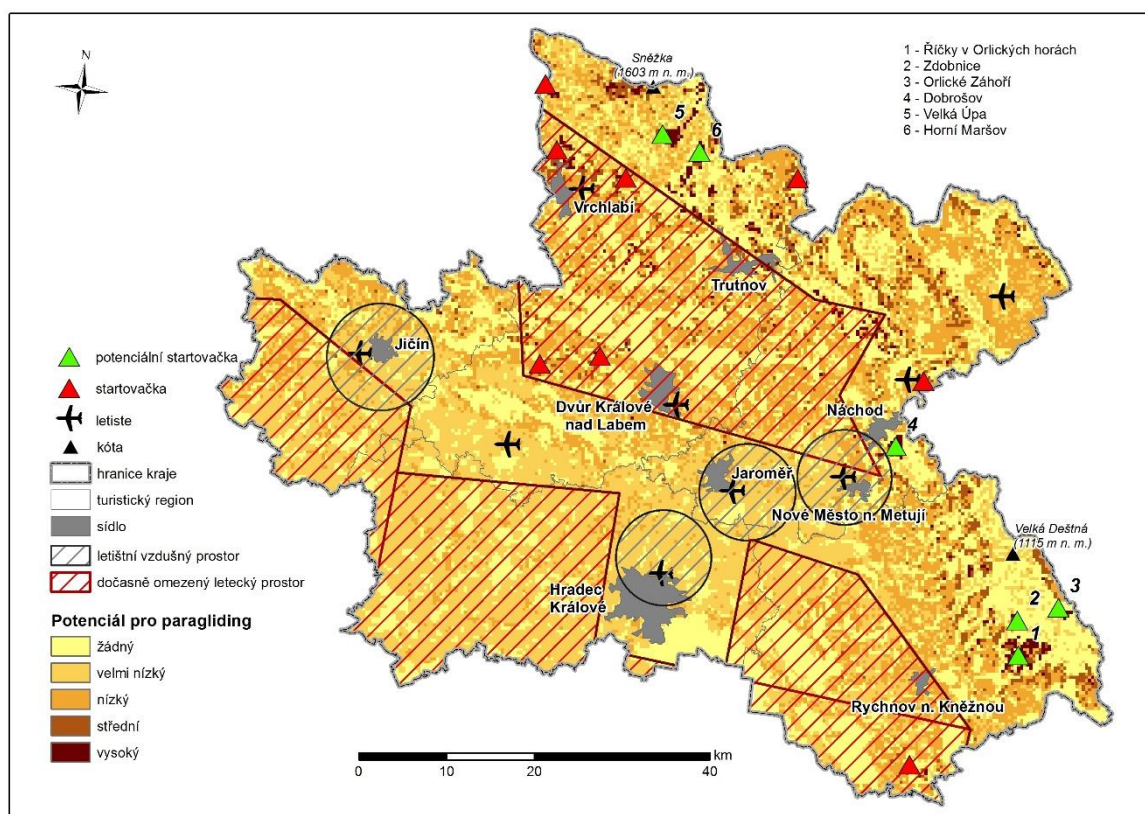 N
Sněžka
(1603 m n. m.)
1 - Říčky v Orlických horách
2 - Zdobnice
3 - Orlické Záhoří
4 - Dobrošov
5 - Velká Úpa
6 - Horní Maršov
5
6
Vrchlabí
Trutnov
Jičín
Dvůr Králové
nad Labem
Náchod
4
Jaroměř
Nové Město n. Metují
Velká Deštná
(1115 m n. m.)
Hradec
Králové
3
2
1
Rychnov n. Kněžnou
potenciální startovačka
startovačka
letiste
kóta
hranice kraje
turistický region
sídlo
letištní vzdušný prostor
dočasně omezený letecký prostor
Potenciál pro paragliding
žádný
velmi nízký
nízký
střední
vysoký
km
0 10 20 40